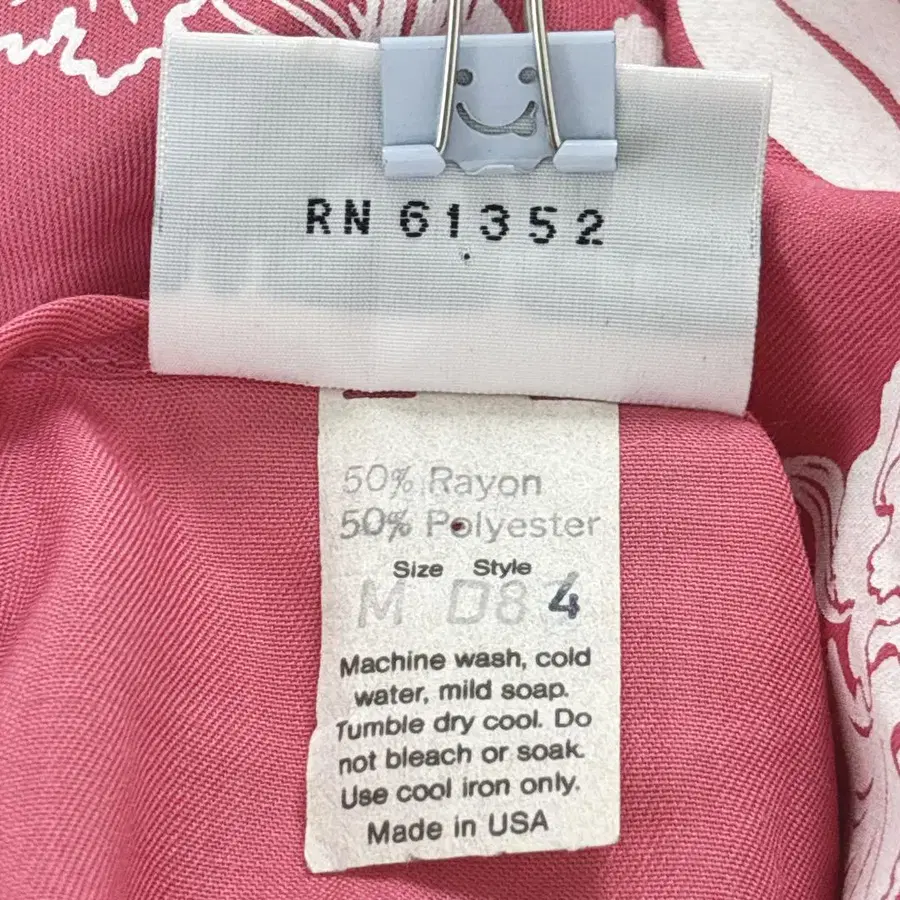 RN 61352
50% Rayon
50% Polyester
Size Style
M D8 4
Machine wash, cold
water, mild soap.
Tumble dry cool. Do
not bleach or soak.
Use cool iron only.
Made in USA